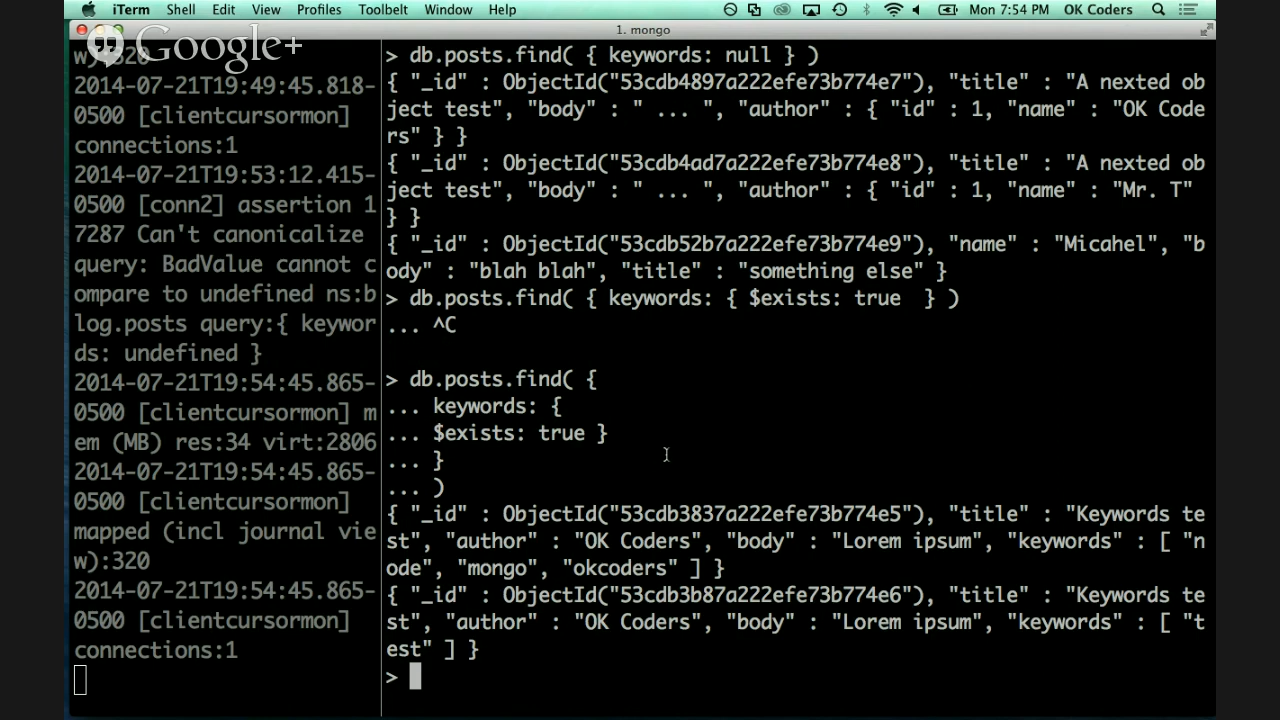 iTerm Shell Edit View Profiles Toolbelt Window Help Mon 7:54 PM OK Coders
1. mongo
Google+
w):320
2014-07-21T19:49:45.818-
0500 [clientcursormon]
connections:1
2014-07-21T19:53:12.415-
0500 [conn2] assertion 1
7287 Can't canonicalize
query: BadValue cannot c
ompare to undefined ns:b
log.posts query:{ keywor
ds: undefined }
2014-07-21T19:54:45.865-
0500 [clientcursormon] m
em (MB) res:34 virt:2806
2014-07-21T19:54:45.865-
0500 [clientcursormon]
mapped (incl journal vie
w):320
2014-07-21T19:54:45.865-
0500 [clientcursormon]
connections:1
> db.posts.find( { keywords: null } )
{ "_id" : ObjectId("53cdb4897a222efe73b774e7"), "title" : "A nexted ob
ject test", "body" : " ... ", "author" : { "id" : 1, "name" : "OK Code
rs" } }
{ "_id" : ObjectId("53cdb4ad7a222efe73b774e8"), "title" : "A nexted ob
ject test", "body" : " ... ", "author" : { "id" : 1, "name" : "Mr. T"
} }
{ "_id" : ObjectId("53cdb52b7a222efe73b774e9"), "name" : "Micahel", "b
ody" : "blah blah", "title" : "something else" }
> db.posts.find( { keywords: { $exists: true  } )
... ^C
> db.posts.find( {
... keywords: {
... $exists: true }
... }
... )
{ "_id" : ObjectId("53cdb3837a222efe73b774e5"), "title" : "Keywords te
st", "author" : "OK Coders", "body" : "Lorem ipsum", "keywords" : [ "n
ode", "mongo", "okcoders" ] }
{ "_id" : ObjectId("53cdb3b87a222efe73b774e6"), "title" : "Keywords te
st", "author" : "OK Coders", "body" : "Lorem ipsum", "keywords" : [ "t
est" ] }
>